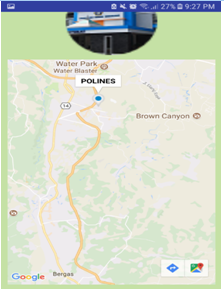 27% 9:27 PM
Water Park
Water Blaster
POLINES
14
Brown Canyon
Bergas
Google